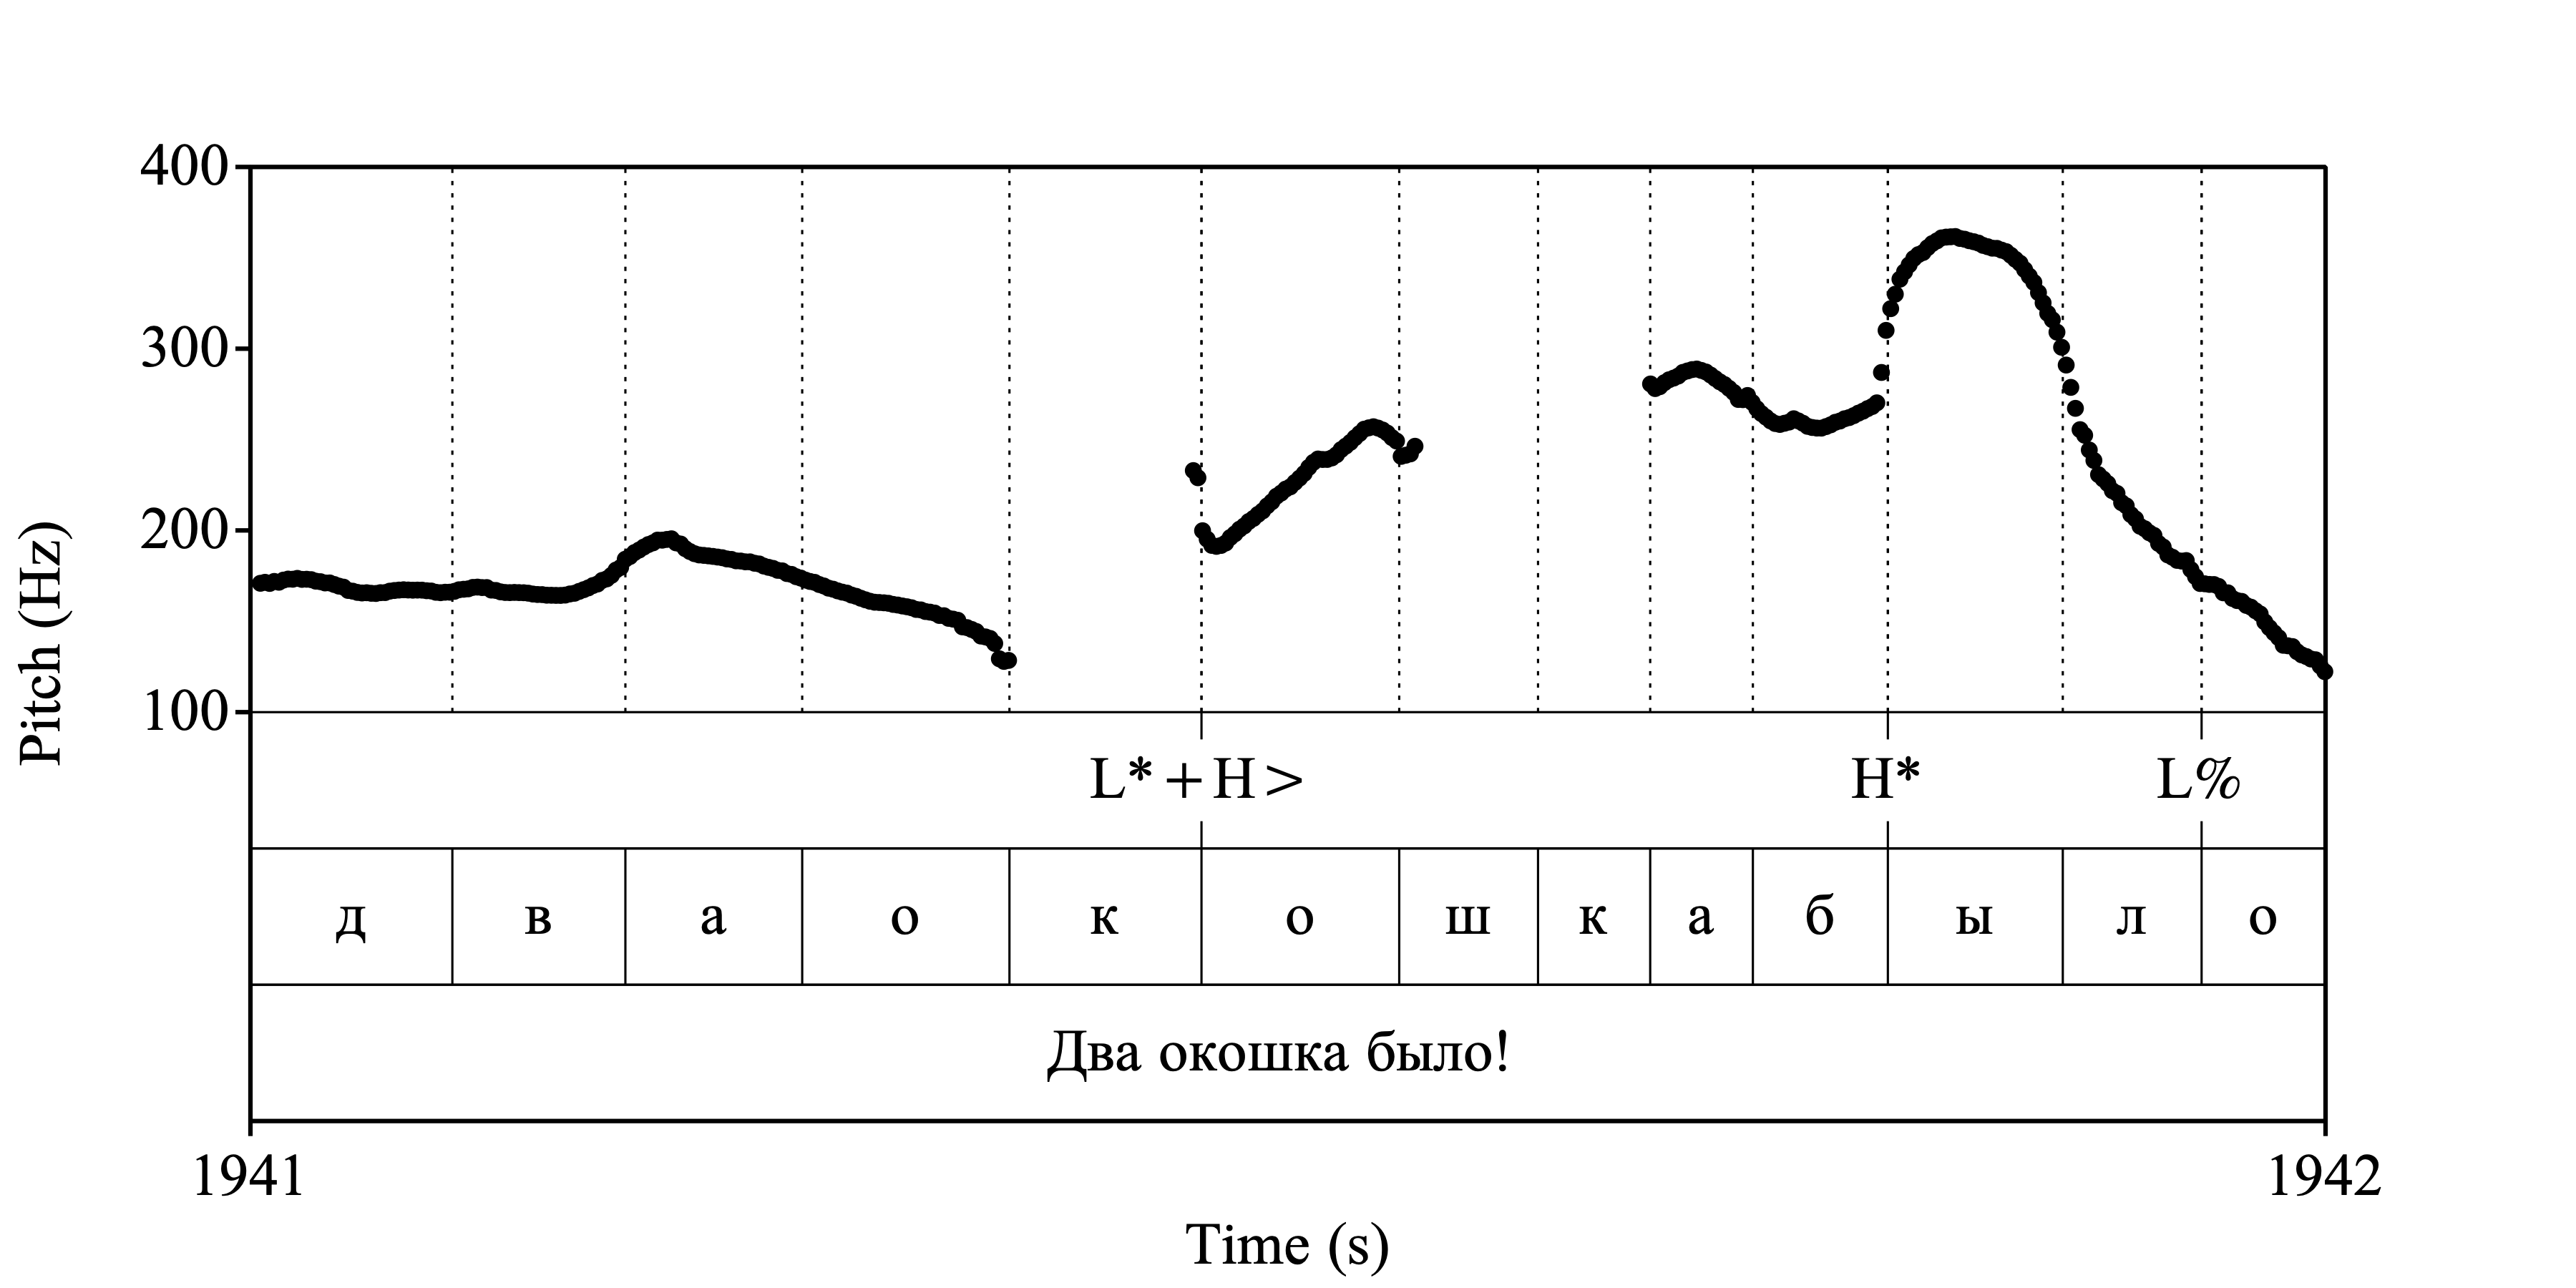 400
300
200
100
Pitch (Hz)
L*+H> H* L%
д в а о к о ш к а б ы л о
Два окошка было!
1941 1942
Time (s)